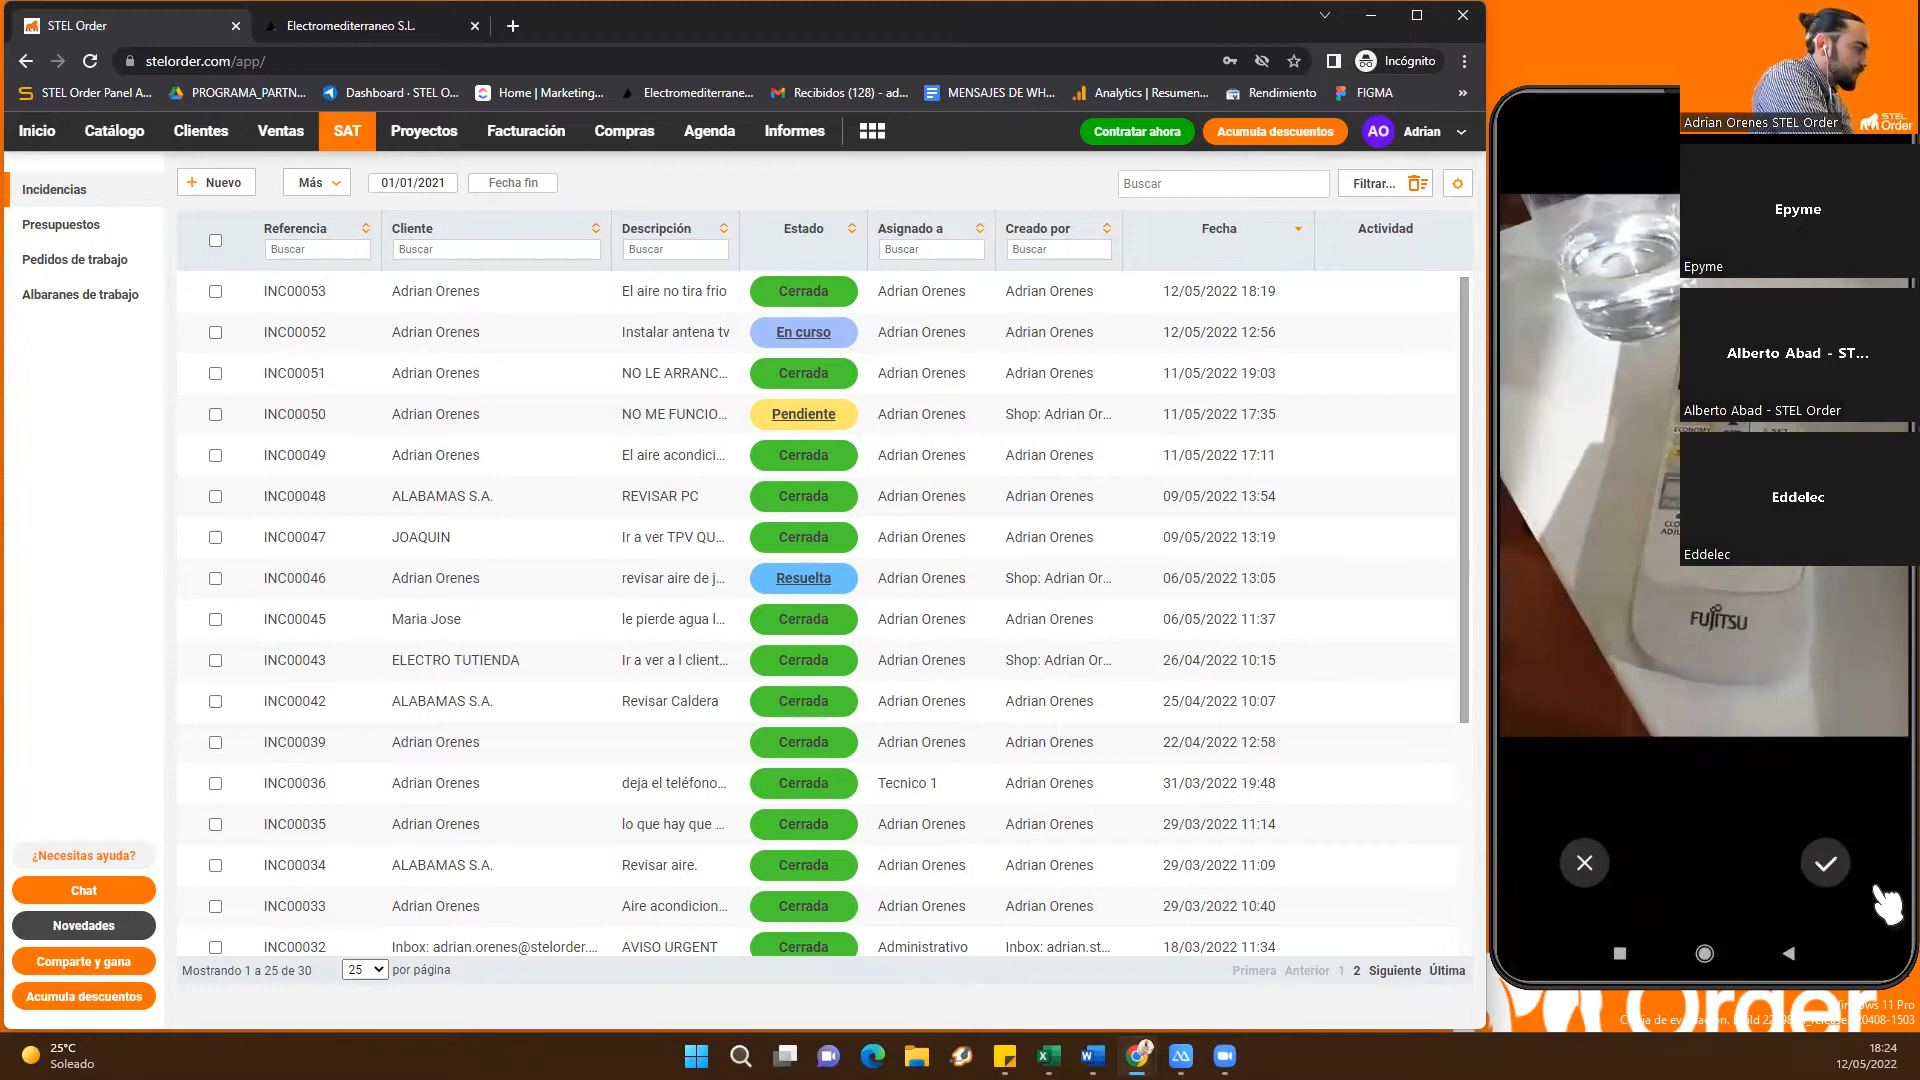 STEL Order
Electromediterraneo S.L.
stelorder.com/app/
Incógnito
STEL Order Panel A...
PROGRAMA_PARTN...
Dashboard · STEL O...
Home | Marketing...
Electromediterrane...
Recibidos (128) - ad...
MENSAJES DE WH...
Analytics | Resumen...
Rendimiento
FIGMA
»
Inicio
Catálogo
Clientes
Ventas
SAT
Proyectos
Facturación
Compras
Agenda
Informes
Contratar ahora
Acumula descuentos
AO
Adrian
Incidencias
Presupuestos
Pedidos de trabajo
Albaranes de trabajo
+ Nuevo
Más
01/01/2021
Fecha fin
Buscar
Filtrar...
Referencia
Cliente
Descripción
Estado
Asignado a
Creado por
Fecha
Actividad
Buscar
Buscar
Buscar
Buscar
Buscar
INC00053 Adrian Orenes El aire no tira frio Cerrada Adrian Orenes Adrian Orenes 12/05/2022 18:19
INC00052 Adrian Orenes Instalar antena tv En curso Adrian Orenes Adrian Orenes 12/05/2022 12:56
INC00051 Adrian Orenes NO LE ARRANC... Cerrada Adrian Orenes Adrian Orenes 11/05/2022 19:03
INC00050 Adrian Orenes NO ME FUNCIO... Pendiente Adrian Orenes Shop: Adrian Or... 11/05/2022 17:35
INC00049 Adrian Orenes El aire acondici... Cerrada Adrian Orenes Adrian Orenes 11/05/2022 17:11
INC00048 ALABAMAS S.A. REVISAR PC Cerrada Adrian Orenes Adrian Orenes 09/05/2022 13:54
INC00047 JOAQUIN Ir a ver TPV QU... Cerrada Adrian Orenes Adrian Orenes 09/05/2022 13:19
INC00046 Adrian Orenes revisar aire de j... Resuelta Adrian Orenes Shop: Adrian Or... 06/05/2022 13:05
INC00045 Maria Jose le pierde agua l... Cerrada Adrian Orenes Adrian Orenes 06/05/2022 11:37
INC00043 ELECTRO TUTIENDA Ir a ver a l client... Cerrada Adrian Orenes Shop: Adrian Or... 26/04/2022 10:15
INC00042 ALABAMAS S.A. Revisar Caldera Cerrada Adrian Orenes Adrian Orenes 25/04/2022 10:07
INC00039 Adrian Orenes Cerrada Adrian Orenes Adrian Orenes 22/04/2022 12:58
INC00036 Adrian Orenes deja el teléfono... Cerrada Tecnico 1 Adrian Orenes 31/03/2022 19:48
INC00035 Adrian Orenes lo que hay que ... Cerrada Adrian Orenes Adrian Orenes 29/03/2022 11:14
INC00034 ALABAMAS S.A. Revisar aire. Cerrada Adrian Orenes Adrian Orenes 29/03/2022 11:09
INC00033 Adrian Orenes Aire acondicion... Cerrada Adrian Orenes Adrian Orenes 29/03/2022 10:40
INC00032 Inbox: adrian.orenes@stelorder.... AVISO URGENT Cerrada Administrativo Inbox: adrian.st... 18/03/2022 11:34
Mostrando 1 a 25 de 30
25
por página
Primera Anterior 1 2 Siguiente Última
¿Necesitas ayuda?
Chat
Novedades
Comparte y gana
Acumula descuentos
Adrian Orenes STEL Order
STEL
Order
Epyme
Epyme
Alberto Abad - ST...
Alberto Abad - STEL Order
Eddelec
Eddelec
ECONOMY
SET
FUJITSU
Order
11 Pro
25°C
Soleado
18:24
12/05/2022